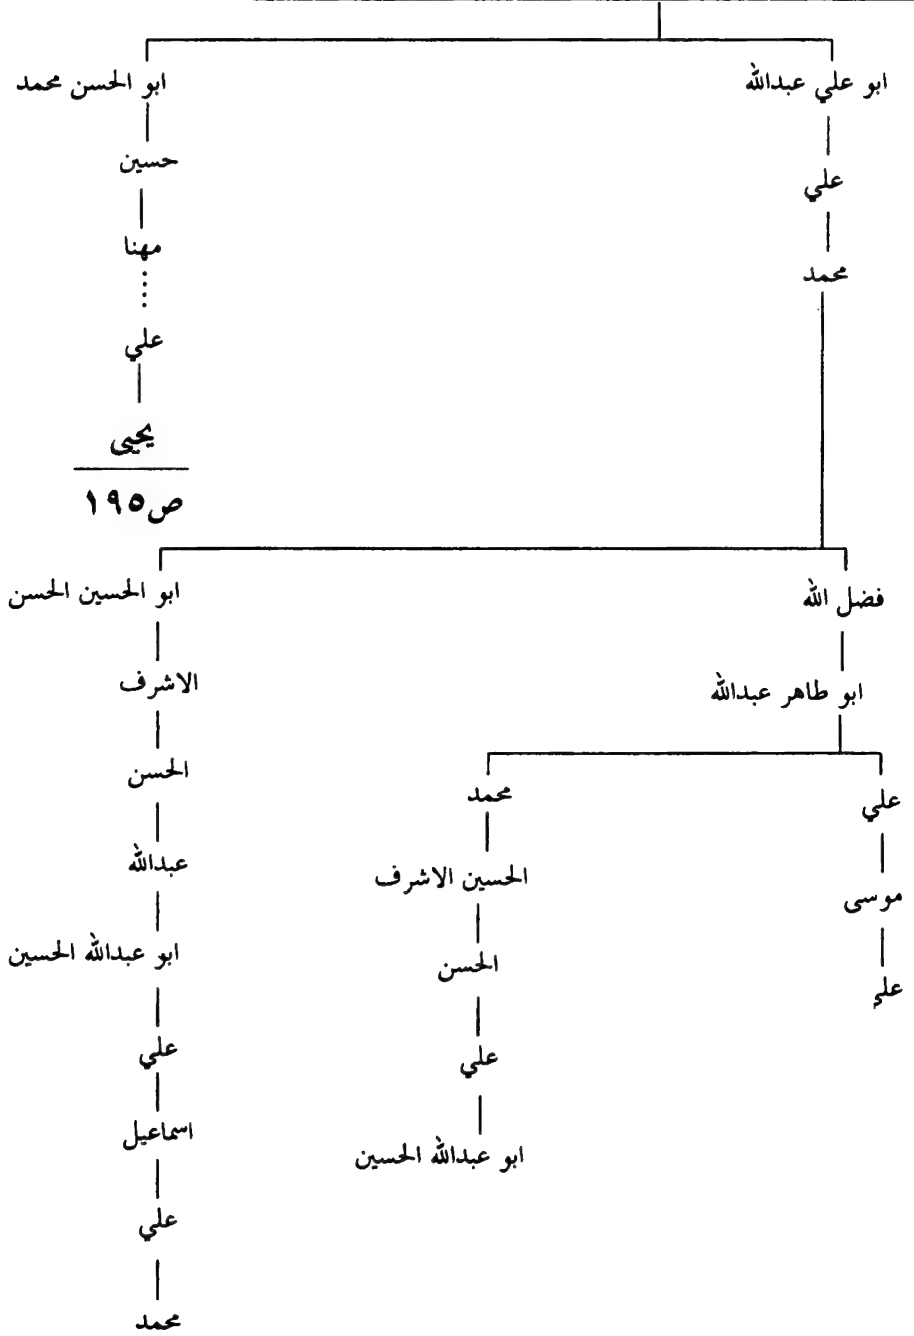 ابو علي عبدالله
ابو الحسن محمد
علي
حسين
محمد
مهنا
علي
يحيى
ص١٩٥
فضل الله
ابو الحسين الحسن
ابو طاهر عبدالله
الاشرف
علي
محمد
الحسن
موسى
الحسين الاشرف
عبدالله
علي
الحسن
ابو عبدالله الحسين
علي
علي
ابو عبدالله الحسين
اسماعيل
علي
محمد